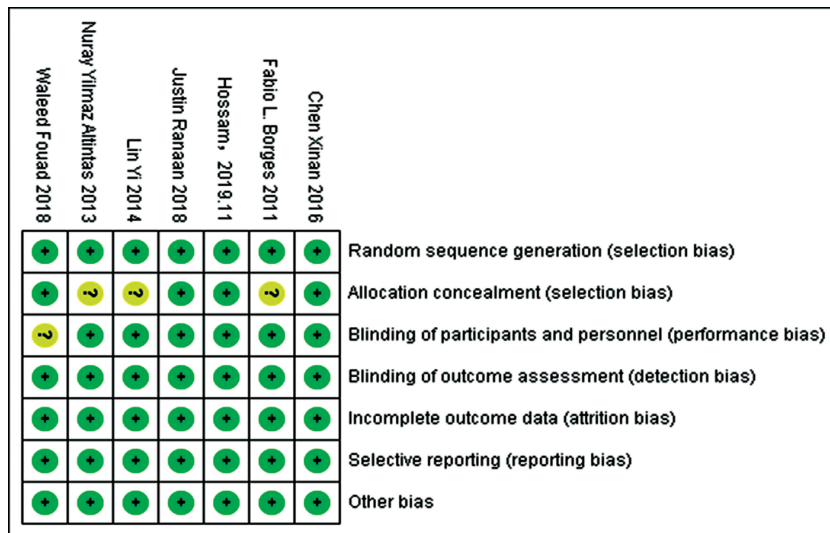 Waleed Fouad 2018
Nuray Yilmaz Altintas 2013
Lin Yi 2014
Justin Ranaan 2018
Hossam，2019.11
Fabio L. Borges 2011
Chen Xinan 2016
+ + + + + + + Random sequence generation (selection bias)
+ ? ? + + ? + Allocation concealment (selection bias)
? + + + + + + Blinding of participants and personnel (performance bias)
+ + + + + + + Blinding of outcome assessment (detection bias)
+ + + + + + + Incomplete outcome data (attrition bias)
+ + + + + + + Selective reporting (reporting bias)
+ + + + + + + Other bias